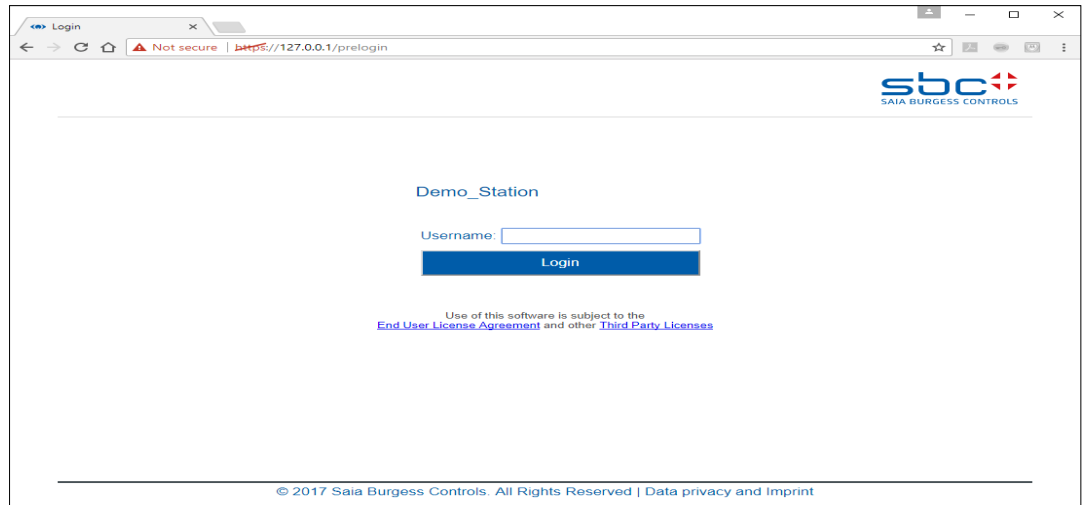 Login
Not secure | https://127.0.0.1/prelogin
sbc
SAIA BURGESS CONTROLS
Demo_Station
Username:
Login
Use of this software is subject to the
End User License Agreement and other Third Party Licenses
© 2017 Saia Burgess Controls. All Rights Reserved | Data privacy and Imprint